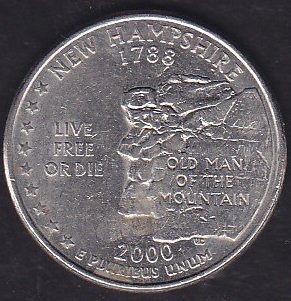 NEW HAMPSHIRE
1788
LIVE
FREE
OR DIE
OLD MAN
OF THE
MOUNTAIN
2000
E PLURIBUS UNUM